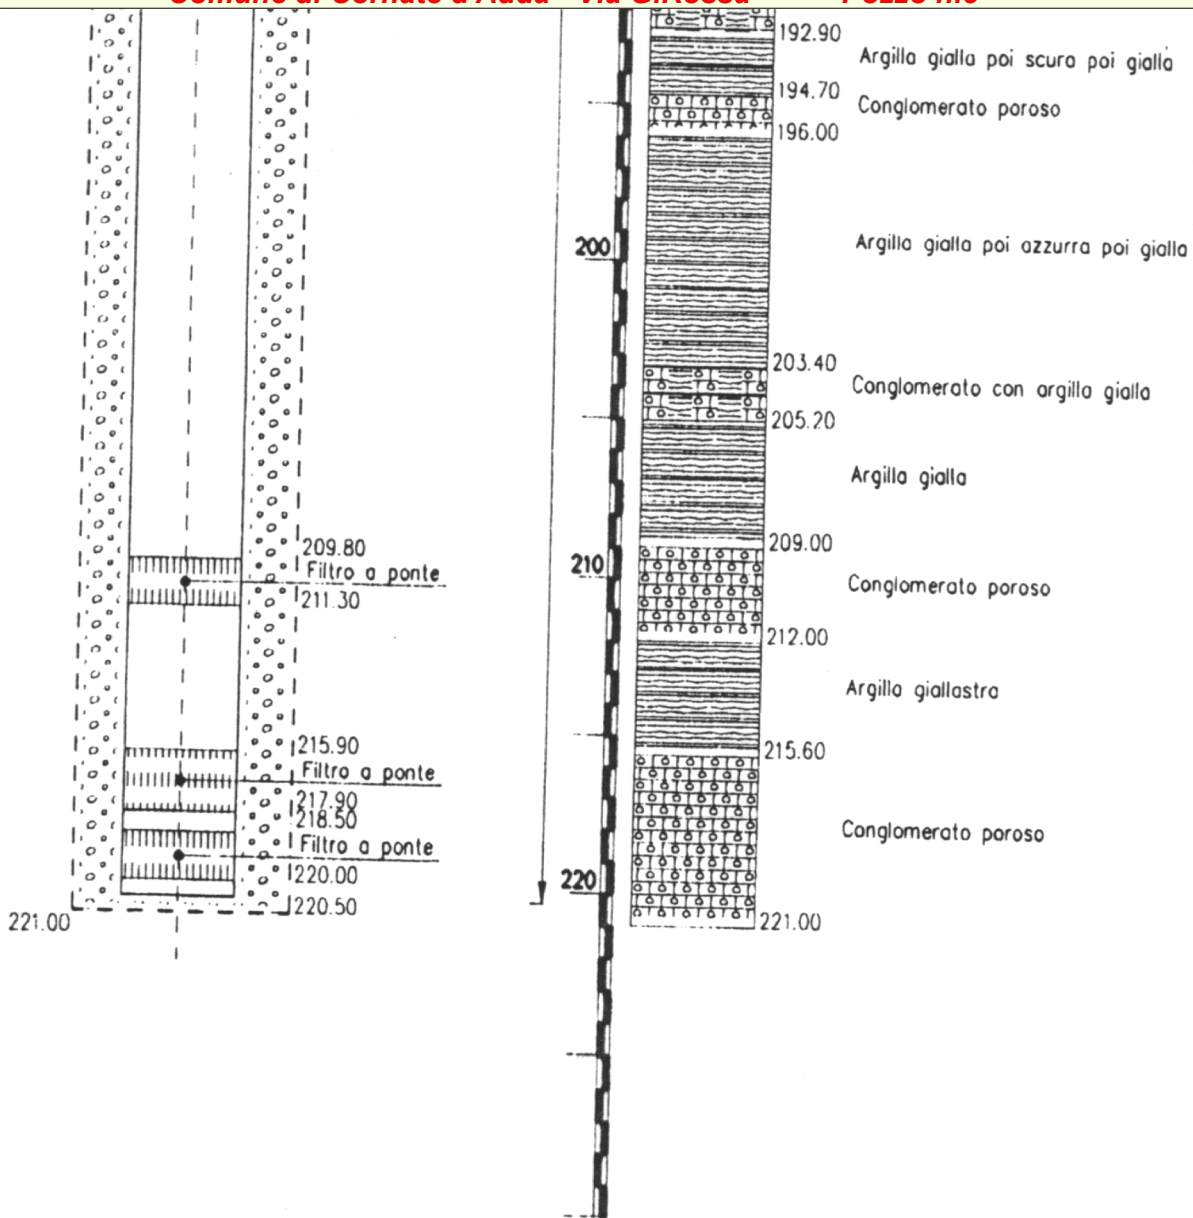 192.90
Argilla gialla poi scura poi gialla
194.70
Conglomerato poroso
196.00
200
Argilla gialla poi azzurra poi gialla
203.40
Conglomerato con argilla gialla
205.20
Argilla gialla
209.00
209.80
Filtro a ponte
210
Conglomerato poroso
211.30
212.00
Argilla giallastra
215.90
215.60
Filtro a ponte
217.90
218.50
Conglomerato poroso
Filtro a ponte
220.00
220
220.50
221.00
221.00